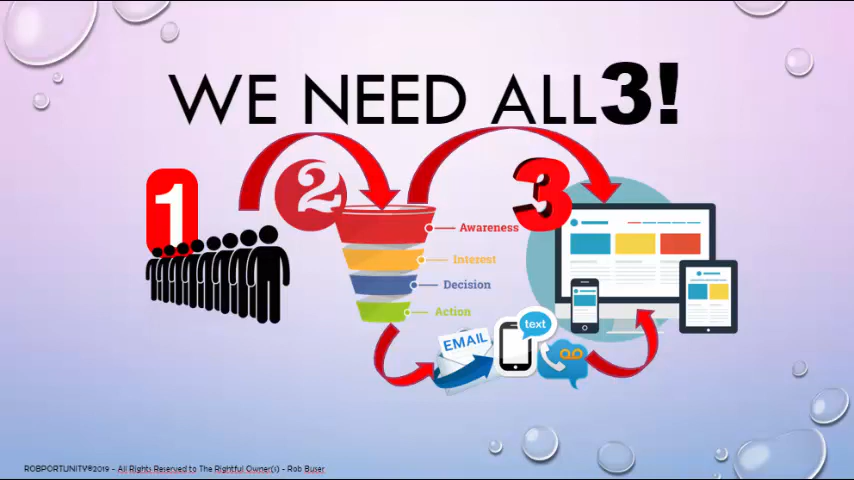 WE NEED ALL3!
1
2
3
Awareness
Interest
Decision
Action
EMAIL
text
ROBPORTUNITY©2019 - All Rights Reserved to The Rightful Owner(s) - Rob Buser